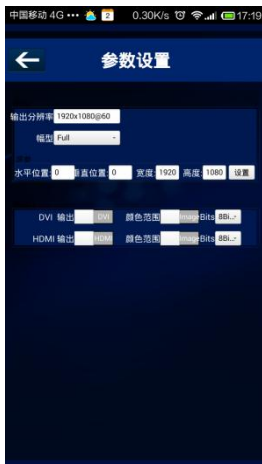 中国移动 4G ••• 2 0.30K/s 17:19
参数设置
输出分辨率 1920x1080@60
幅型 Full
水平位置: 0 垂直位置: 0 宽度: 1920 高度: 1080 设置
DVI 输出 DVI 颜色范围 Image Bits 8Bi...
HDMI 输出 HDMI 颜色范围 Image Bits 8Bi...